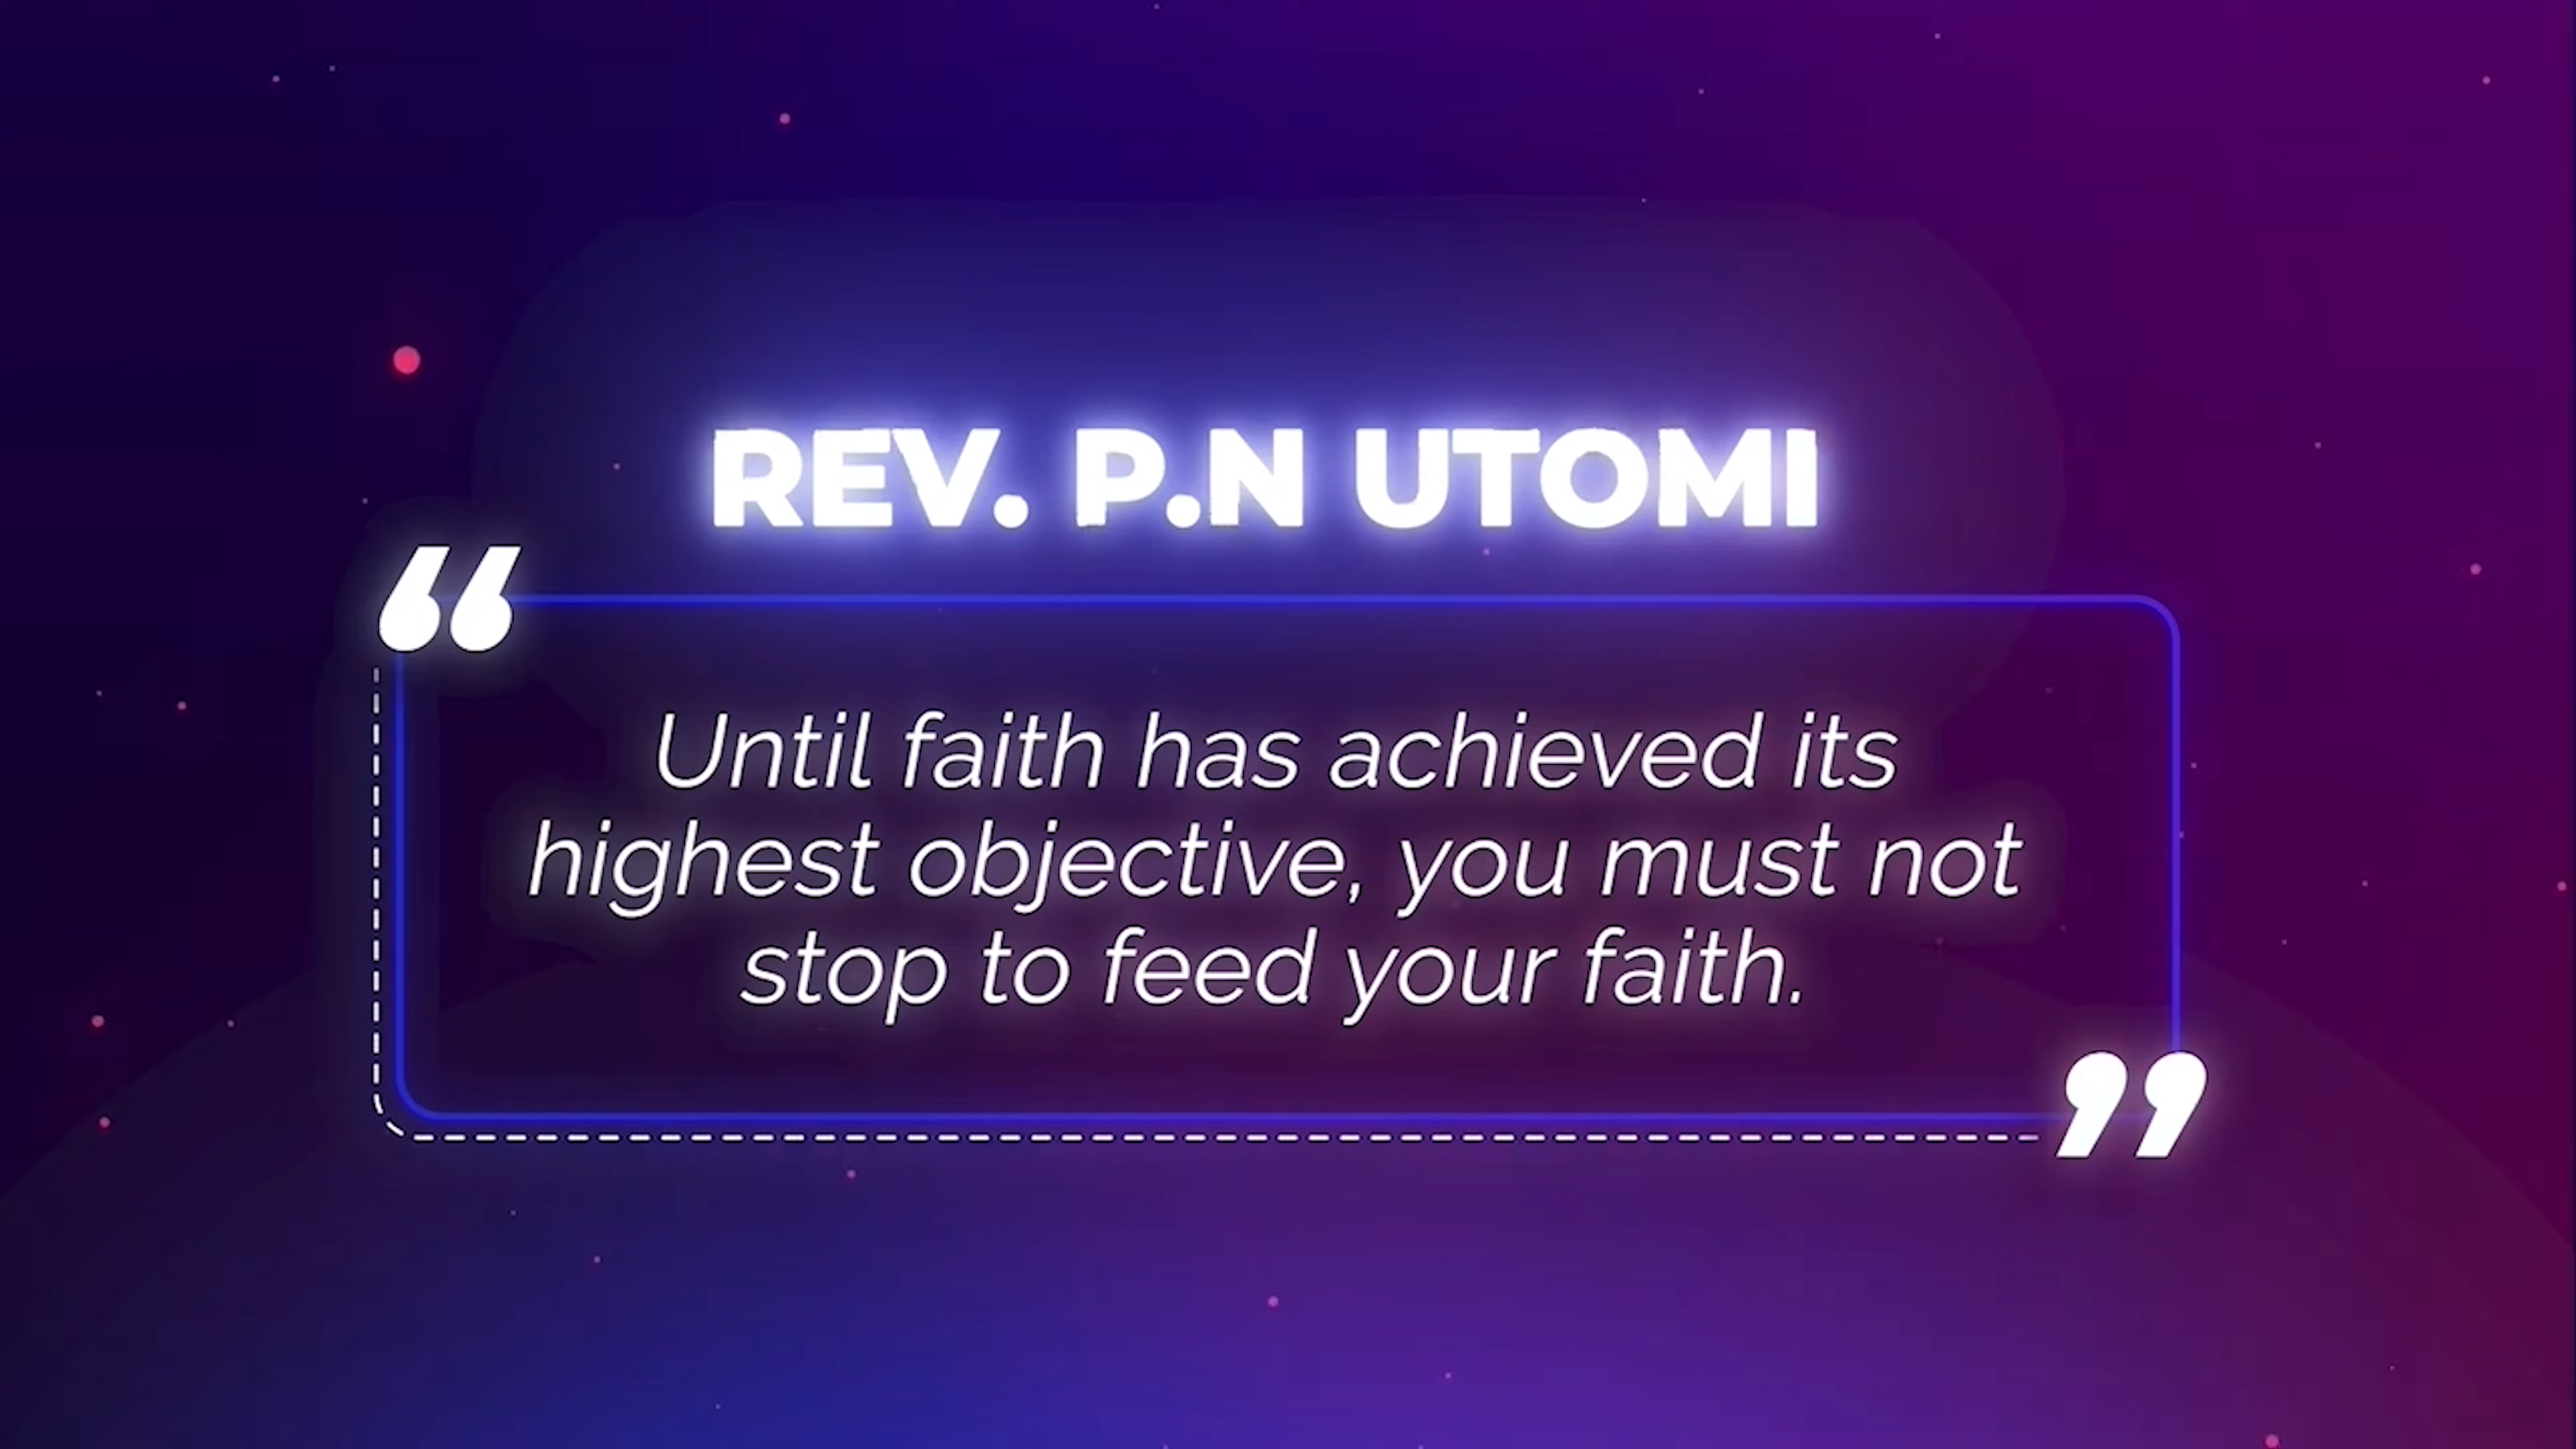 REV. P.N UTOMI
“
Until faith has achieved its
highest objective, you must not
stop to feed your faith.
”